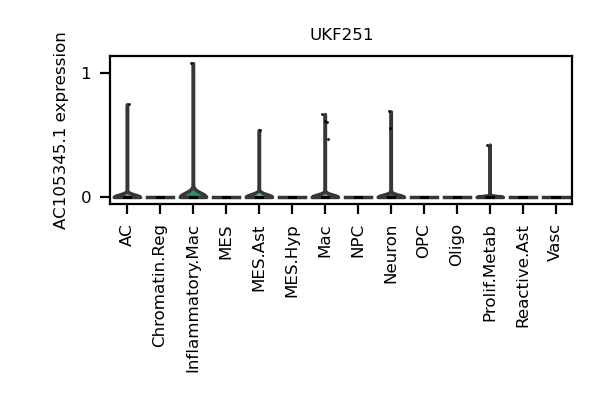 UKF251
AC105345.1 expression
1
0
AC
Chromatin.Reg
Inflammatory.Mac
MES
MES.Ast
MES.Hyp
Mac
NPC
Neuron
OPC
Oligo
Prolif.Metab
Reactive.Ast
Vasc